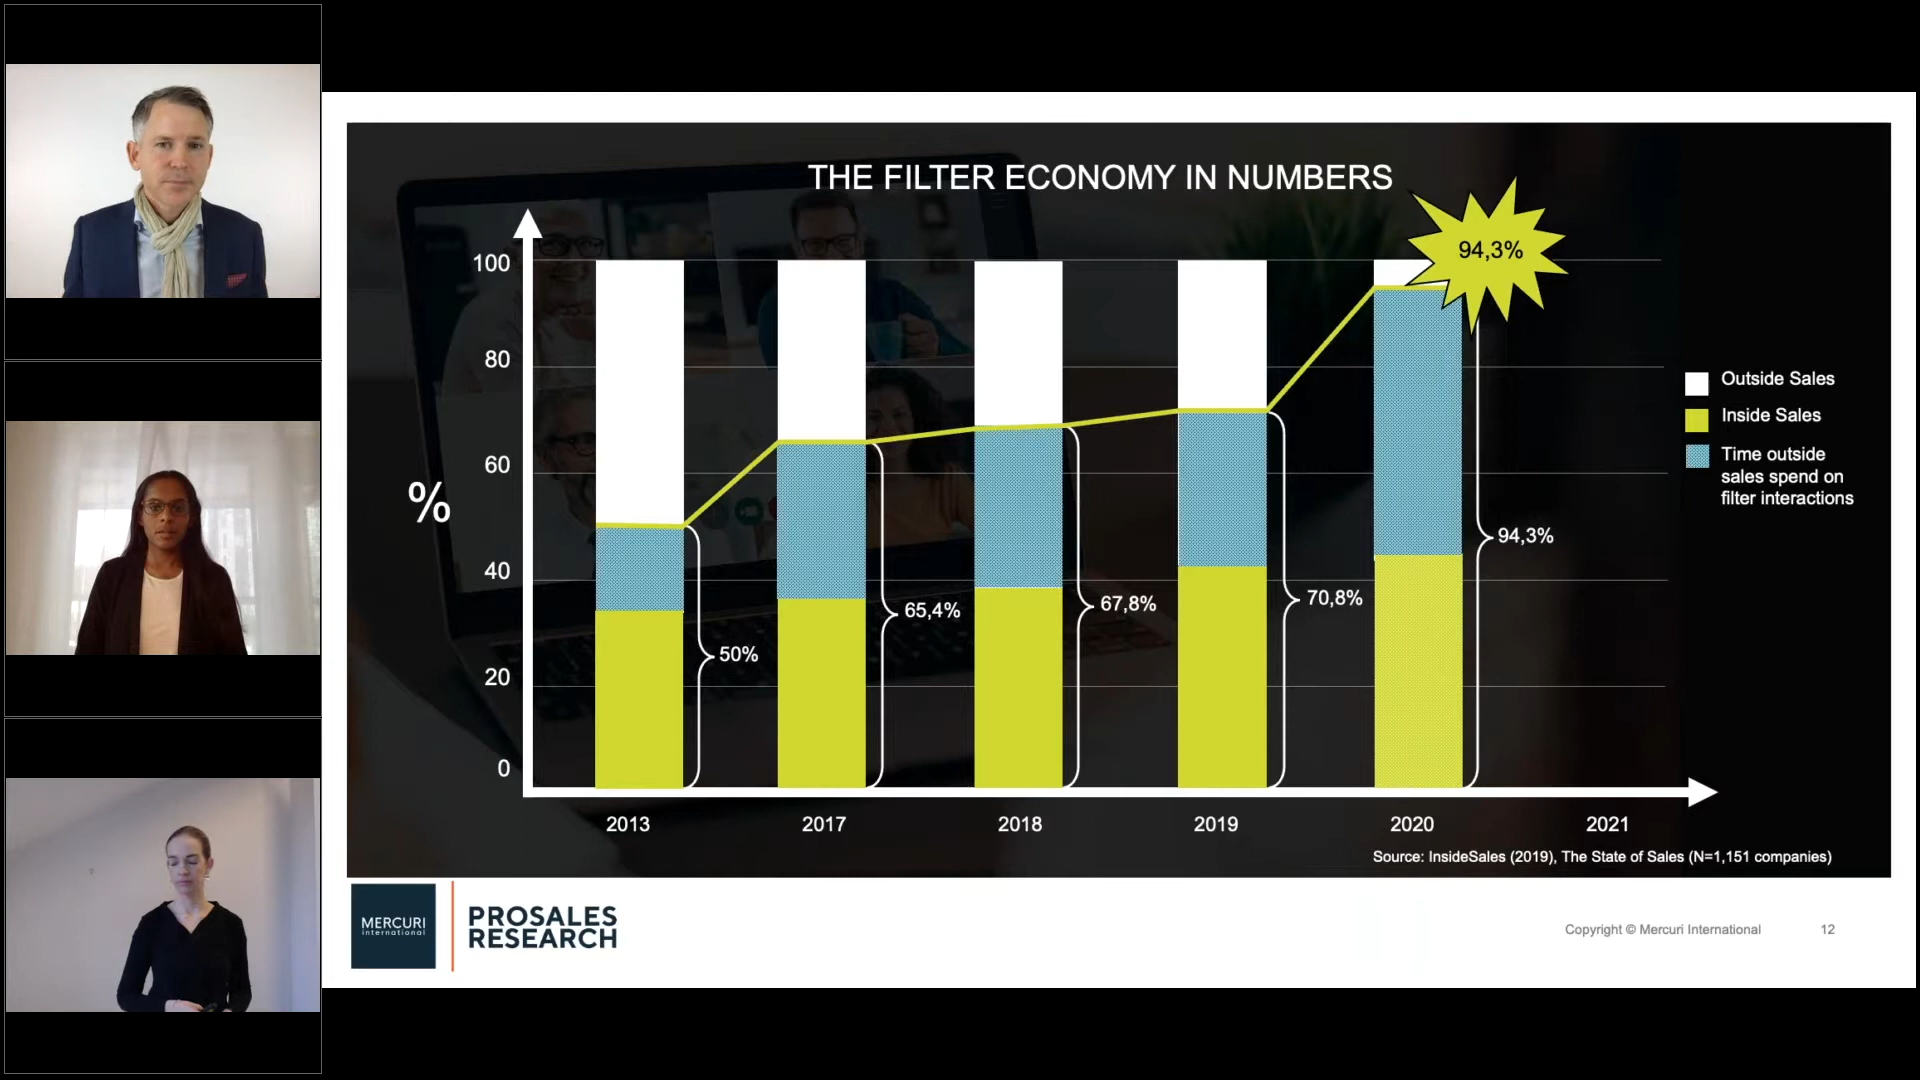 THE FILTER ECONOMY IN NUMBERS
94,3%
100
80
60
40
20
0
%
50%
65,4%
67,8%
70,8%
94,3%
Outside Sales
Inside Sales
Time outside
sales spend on
filter interactions
2013
2017
2018
2019
2020
2021
Source: InsideSales (2019), The State of Sales (N=1,151 companies)
MERCURI
international
PROSALES
RESEARCH
Copyright © Mercuri International
12